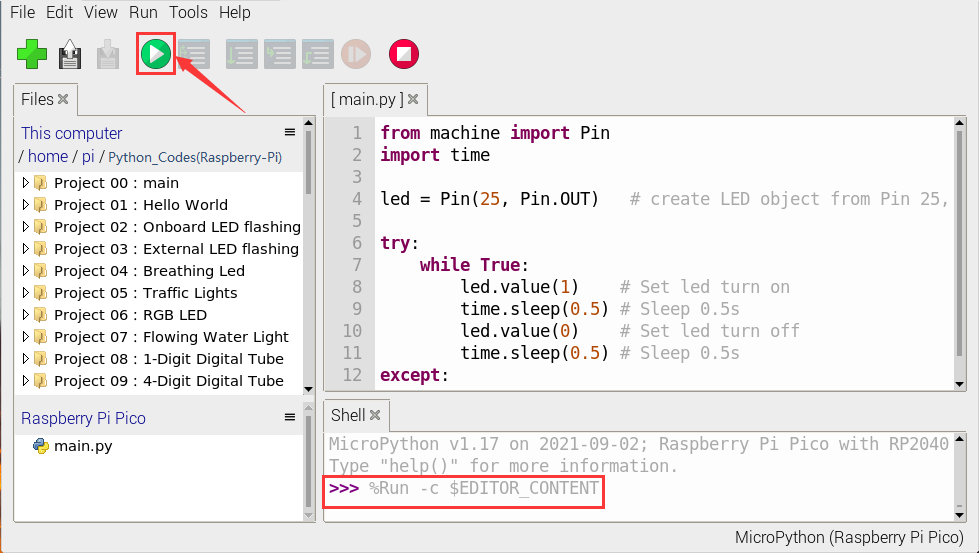 File Edit View Run Tools Help
Files
This computer
/ home / pi / Python_Codes(Raspberry-Pi)
Project 00 : main
Project 01 : Hello World
Project 02 : Onboard LED flashing
Project 03 : External LED flashing
Project 04 : Breathing Led
Project 05 : Traffic Lights
Project 06 : RGB LED
Project 07 : Flowing Water Light
Project 08 : 1-Digit Digital Tube
Project 09 : 4-Digit Digital Tube
Raspberry Pi Pico
main.py
[ main.py ]
1 from machine import Pin
2 import time
3
4 led = Pin(25, Pin.OUT)   # create LED object from Pin 25,
5
6 try:
7     while True:
8         led.value(1)    # Set led turn on
9         time.sleep(0.5) # Sleep 0.5s
10         led.value(0)    # Set led turn off
11         time.sleep(0.5) # Sleep 0.5s
12 except:
Shell
MicroPython v1.17 on 2021-09-02; Raspberry Pi Pico with RP2040
Type "help()" for more information.
>>> %Run -c $EDITOR_CONTENT
MicroPython (Raspberry Pi Pico)